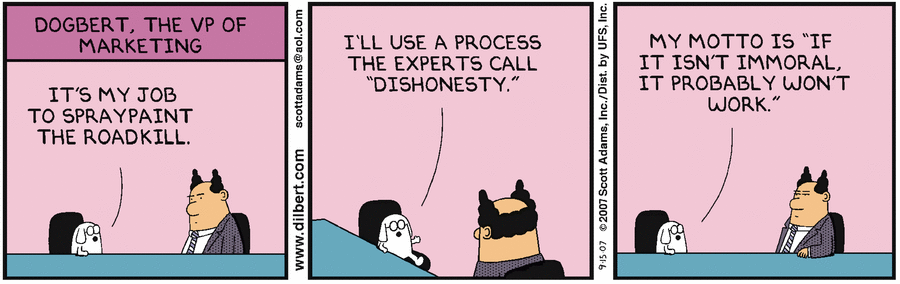 DOGBERT, THE VP OF
MARKETING
IT'S MY JOB
TO SPRAYPAINT
THE ROADKILL.
www.dilbert.com scottadams@aol.com
I'LL USE A PROCESS
THE EXPERTS CALL
"DISHONESTY."
9-15-07 ©2007 Scott Adams, Inc./Dist. by UFS, Inc.
MY MOTTO IS "IF
IT ISN'T IMMORAL,
IT PROBABLY WON'T
WORK."